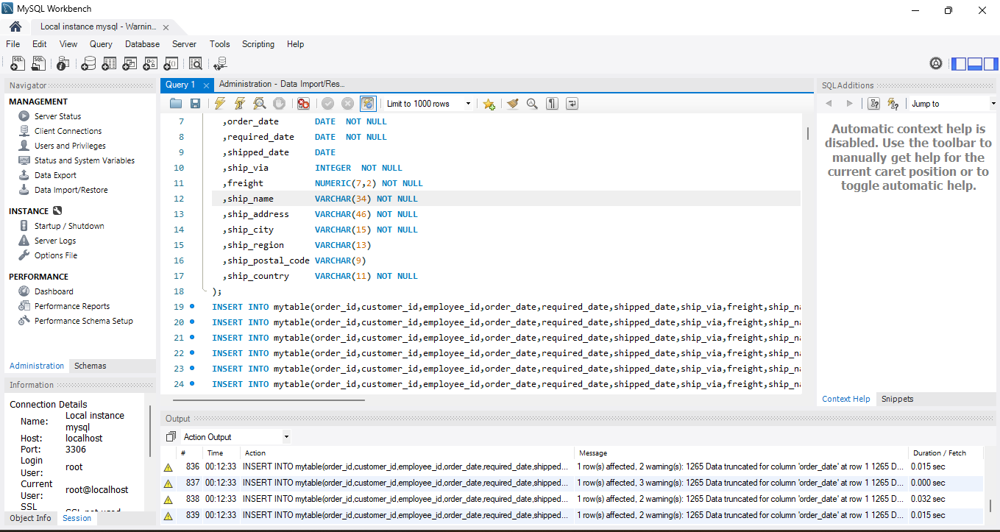 MySQL Workbench
Local instance mysql - Warnin...
File Edit View Query Database Server Tools Scripting Help
Navigator
MANAGEMENT
Server Status
Client Connections
Users and Privileges
Status and System Variables
Data Export
Data Import/Restore
INSTANCE
Startup / Shutdown
Server Logs
Options File
PERFORMANCE
Dashboard
Performance Reports
Performance Schema Setup
Administration Schemas
Information
Connection Details
Name: Local instance mysql
Host: localhost
Port: 3306
Login User: root
Current User: root@localhost
SSL SSL not used
Object Info Session
Query 1 Administration - Data Import/Res...
Limit to 1000 rows
7 ,order_date DATE NOT NULL
8 ,required_date DATE NOT NULL
9 ,shipped_date DATE
10 ,ship_via INTEGER NOT NULL
11 ,freight NUMERIC(7,2) NOT NULL
12 ,ship_name VARCHAR(34) NOT NULL
13 ,ship_address VARCHAR(46) NOT NULL
14 ,ship_city VARCHAR(15) NOT NULL
15 ,ship_region VARCHAR(13)
16 ,ship_postal_code VARCHAR(9)
17 ,ship_country VARCHAR(11) NOT NULL
18 );
19 INSERT INTO mytable(order_id,customer_id,employee_id,order_date,required_date,shipped_date,ship_via,freight,ship_na
20 INSERT INTO mytable(order_id,customer_id,employee_id,order_date,required_date,shipped_date,ship_via,freight,ship_na
21 INSERT INTO mytable(order_id,customer_id,employee_id,order_date,required_date,shipped_date,ship_via,freight,ship_na
22 INSERT INTO mytable(order_id,customer_id,employee_id,order_date,required_date,shipped_date,ship_via,freight,ship_na
23 INSERT INTO mytable(order_id,customer_id,employee_id,order_date,required_date,shipped_date,ship_via,freight,ship_na
24 INSERT INTO mytable(order_id,customer_id,employee_id,order_date,required_date,shipped_date,ship_via,freight,ship_na
SQLAdditions
Jump to
Automatic context help is
disabled. Use the toolbar to
manually get help for the
current caret position or to
toggle automatic help.
Context Help Snippets
Output
Action Output
# Time Action Message Duration / Fetch
836 00:12:33 INSERT INTO mytable(order_id,customer_id,employee_id,order_date,required_date,shipped... 1 row(s) affected, 2 warning(s): 1265 Data truncated for column 'order_date' at row 1 1265 D... 0.015 sec
837 00:12:33 INSERT INTO mytable(order_id,customer_id,employee_id,order_date,required_date,shipped... 1 row(s) affected, 3 warning(s): 1265 Data truncated for column 'order_date' at row 1 1265 D... 0.000 sec
838 00:12:33 INSERT INTO mytable(order_id,customer_id,employee_id,order_date,required_date,shipped... 1 row(s) affected, 2 warning(s): 1265 Data truncated for column 'order_date' at row 1 1265 D... 0.032 sec
839 00:12:33 INSERT INTO mytable(order_id,customer_id,employee_id,order_date,required_date,shipped... 1 row(s) affected, 2 warning(s): 1265 Data truncated for column 'order_date' at row 1 1265 D... 0.015 sec